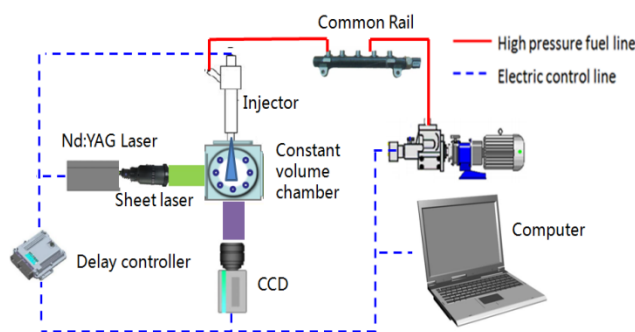 Common Rail
High pressure fuel line
Electric control line
Injector
Nd:YAG Laser
Constant
volume
chamber
Sheet laser
Computer
Delay controller
CCD